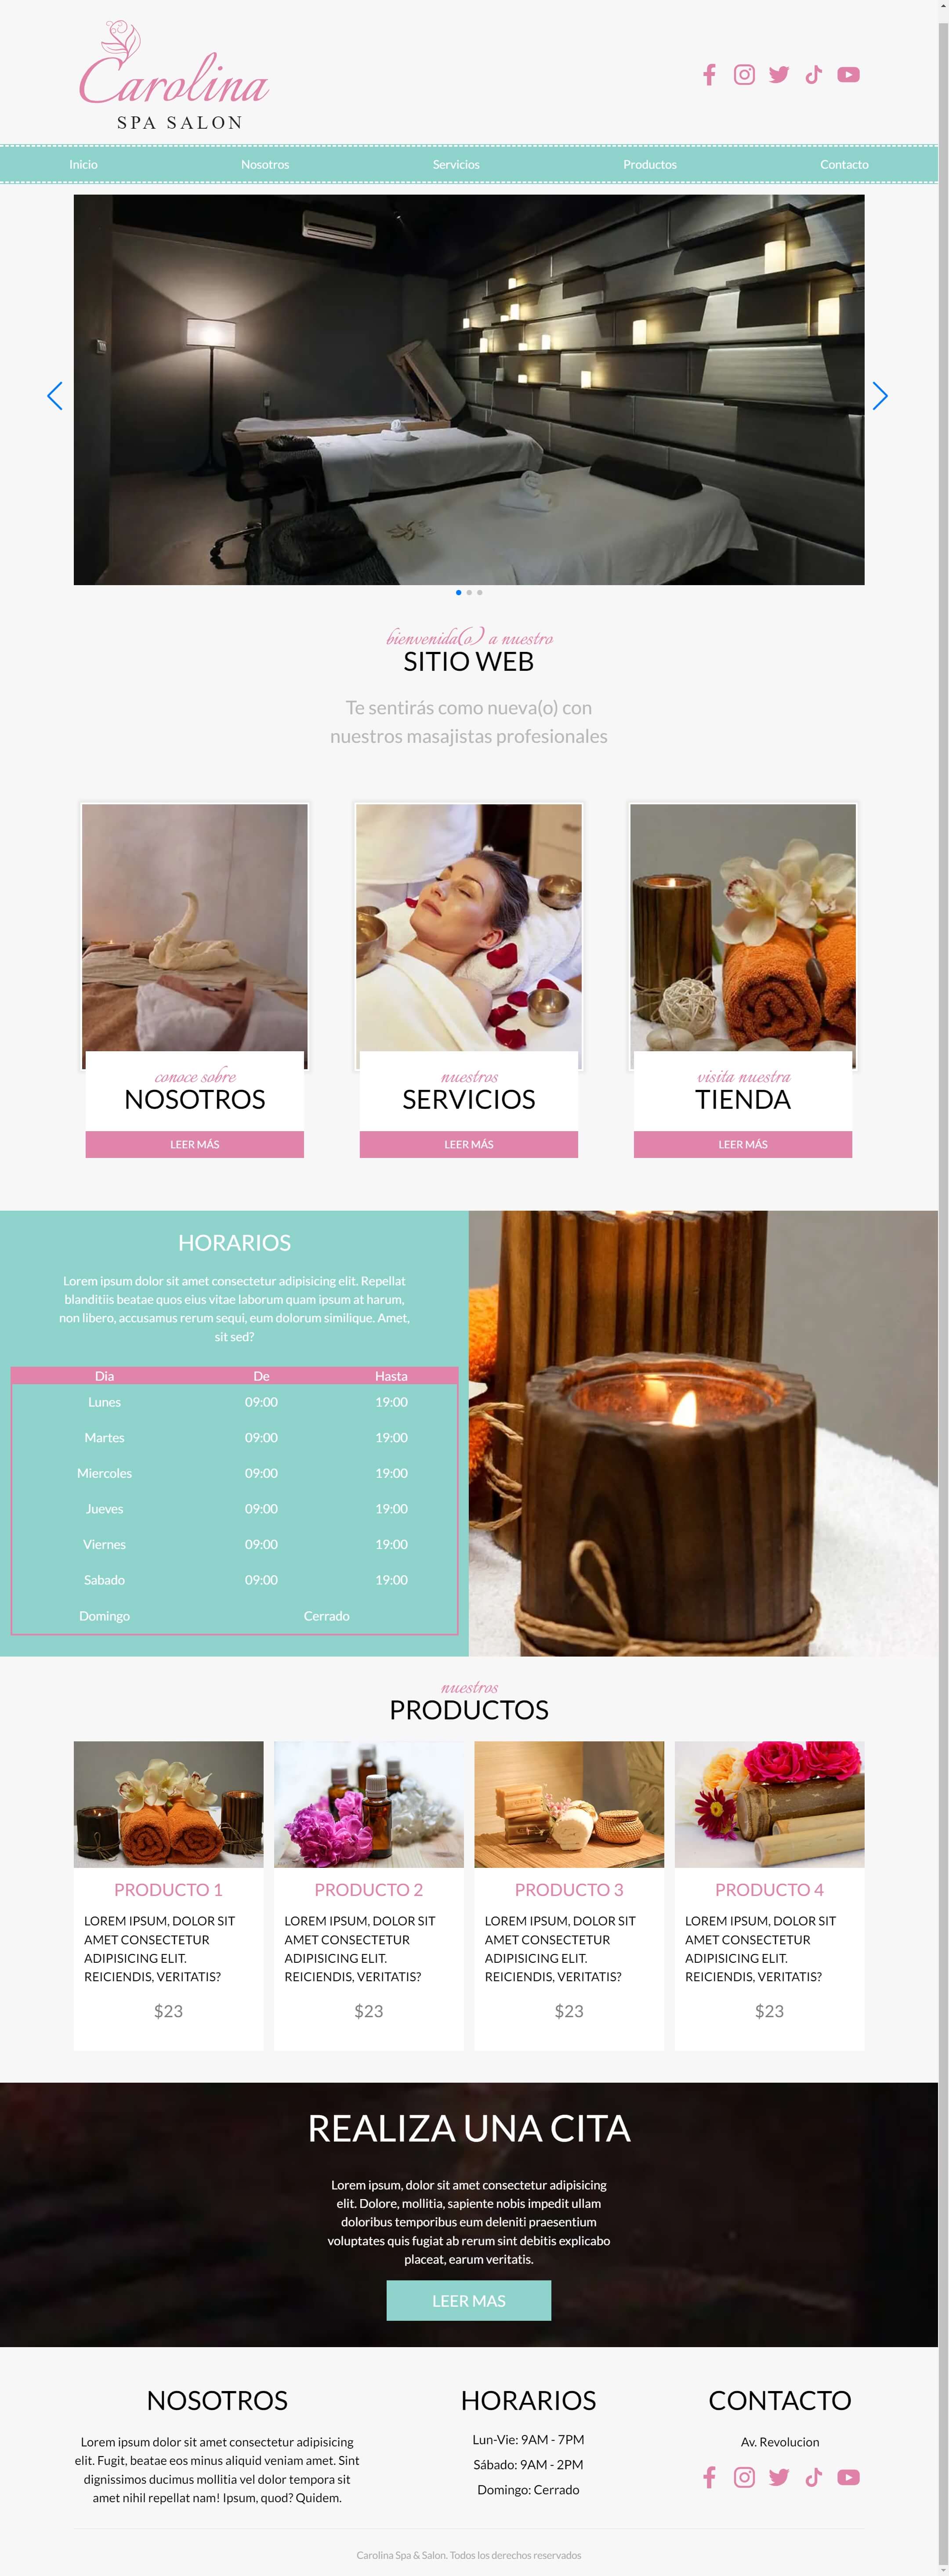 Carolina
SPA SALON
Inicio
Nosotros
Servicios
Productos
Contacto
bienvenida(o) a nuestro
SITIO WEB
Te sentirás como nueva(o) con
nuestros masajistas profesionales
conoce sobre
NOSOTROS
LEER MÁS
nuestros
SERVICIOS
LEER MÁS
visita nuestra
TIENDA
LEER MÁS
HORARIOS
Lorem ipsum dolor sit amet consectetur adipisicing elit. Repellat
blanditiis beatae quos eius vitae laborum quam ipsum at harum,
non libero, accusamus rerum sequi, eum dolorum similique. Amet,
sit sed?
Dia De Hasta
Lunes 09:00 19:00
Martes 09:00 19:00
Miercoles 09:00 19:00
Jueves 09:00 19:00
Viernes 09:00 19:00
Sabado 09:00 19:00
Domingo Cerrado
nuestros
PRODUCTOS
PRODUCTO 1
LOREM IPSUM, DOLOR SIT
AMET CONSECTETUR
ADIPISICING ELIT.
REICIENDIS, VERITATIS?
$23
PRODUCTO 2
LOREM IPSUM, DOLOR SIT
AMET CONSECTETUR
ADIPISICING ELIT.
REICIENDIS, VERITATIS?
$23
PRODUCTO 3
LOREM IPSUM, DOLOR SIT
AMET CONSECTETUR
ADIPISICING ELIT.
REICIENDIS, VERITATIS?
$23
PRODUCTO 4
LOREM IPSUM, DOLOR SIT
AMET CONSECTETUR
ADIPISICING ELIT.
REICIENDIS, VERITATIS?
$23
REALIZA UNA CITA
Lorem ipsum, dolor sit amet consectetur adipisicing
elit. Dolore, mollitia, sapiente nobis impedit ullam
doloribus temporibus eum deleniti praesentium
voluptates quis fugiat ab rerum sint debitis explicabo
placeat, earum veritatis.
LEER MAS
NOSOTROS
Lorem ipsum dolor sit amet consectetur adipisicing
elit. Fugit, beatae eos minus aliquid veniam amet. Sint
dignissimos ducimus mollitia vel dolor tempora sit
amet nihil repellat nam! Ipsum, quod? Quidem.
HORARIOS
Lun-Vie: 9AM - 7PM
Sábado: 9AM - 2PM
Domingo: Cerrado
CONTACTO
Av. Revolucion
Carolina Spa & Salon. Todos los derechos reservados